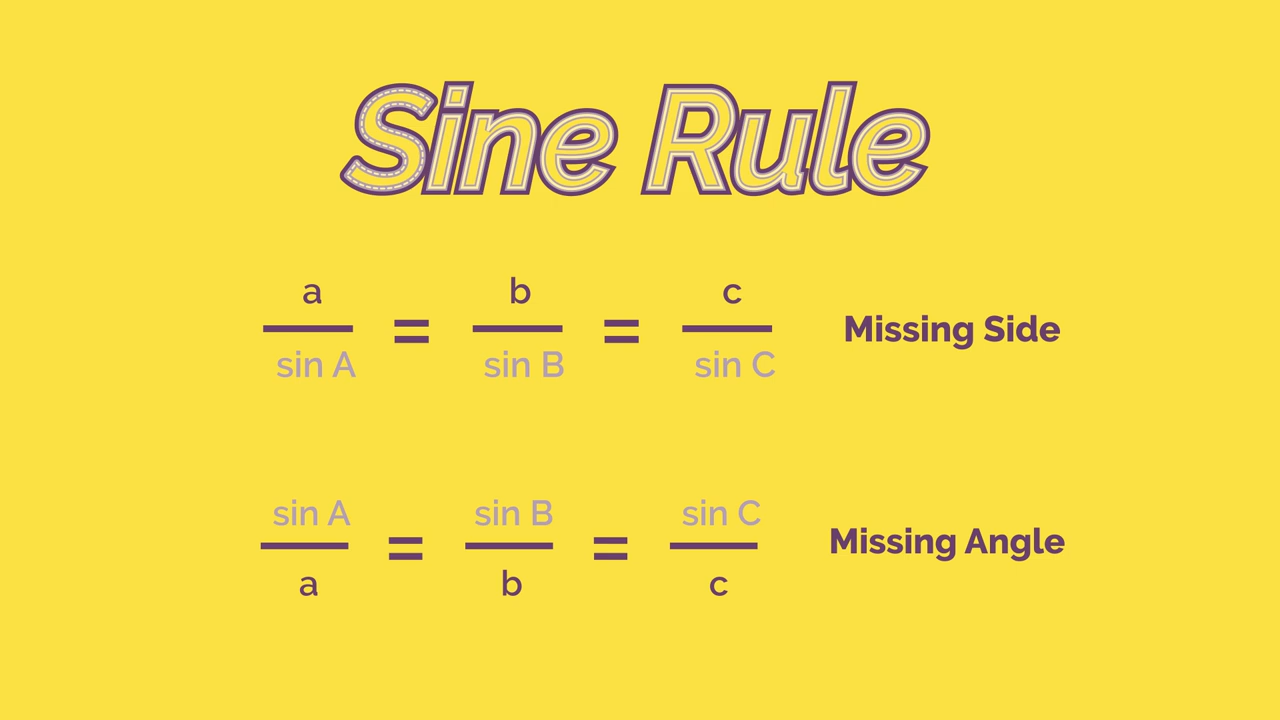 Sine Rule
a/sin A = b/sin B = c/sin C Missing Side
sin A/a = sin B/b = sin C/c Missing Angle